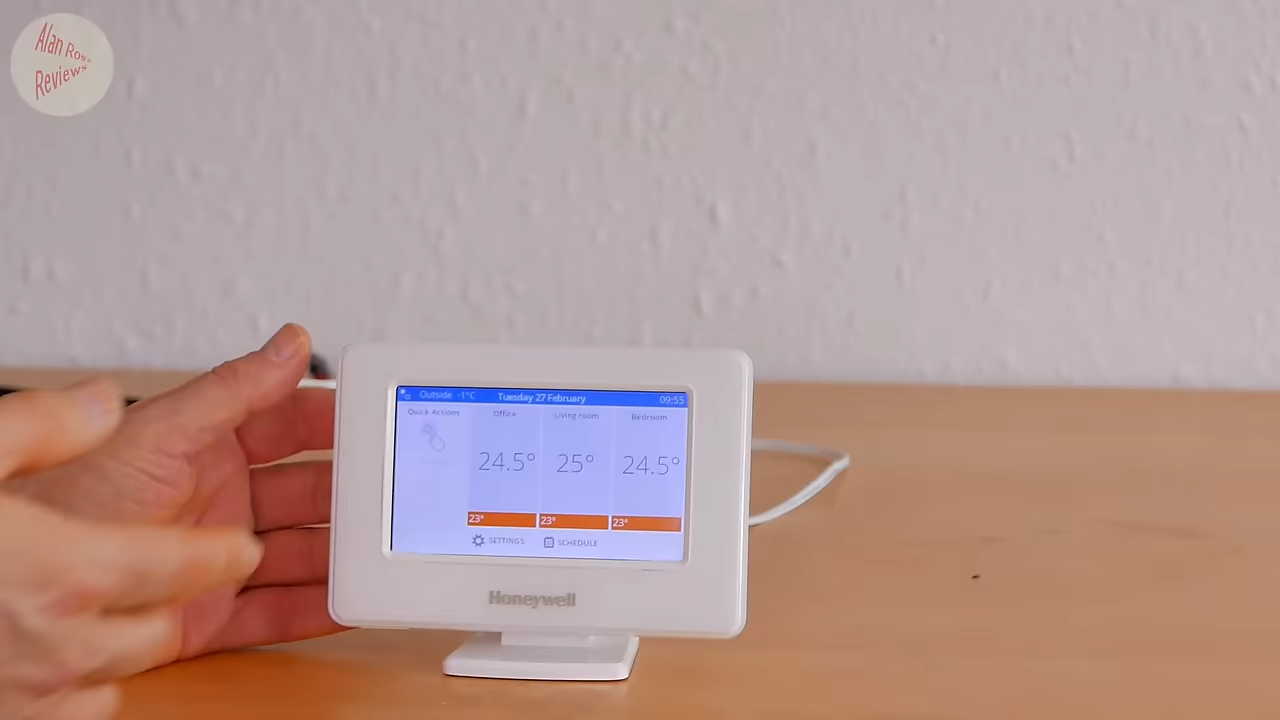 Alan Rose
Reviews
Outside -1°C Tuesday 27 February 09:55
Quick Actions Office Living room Bedroom
24.5° 25° 24.5°
23° 23° 23°
SETTINGS SCHEDULE
Honeywell